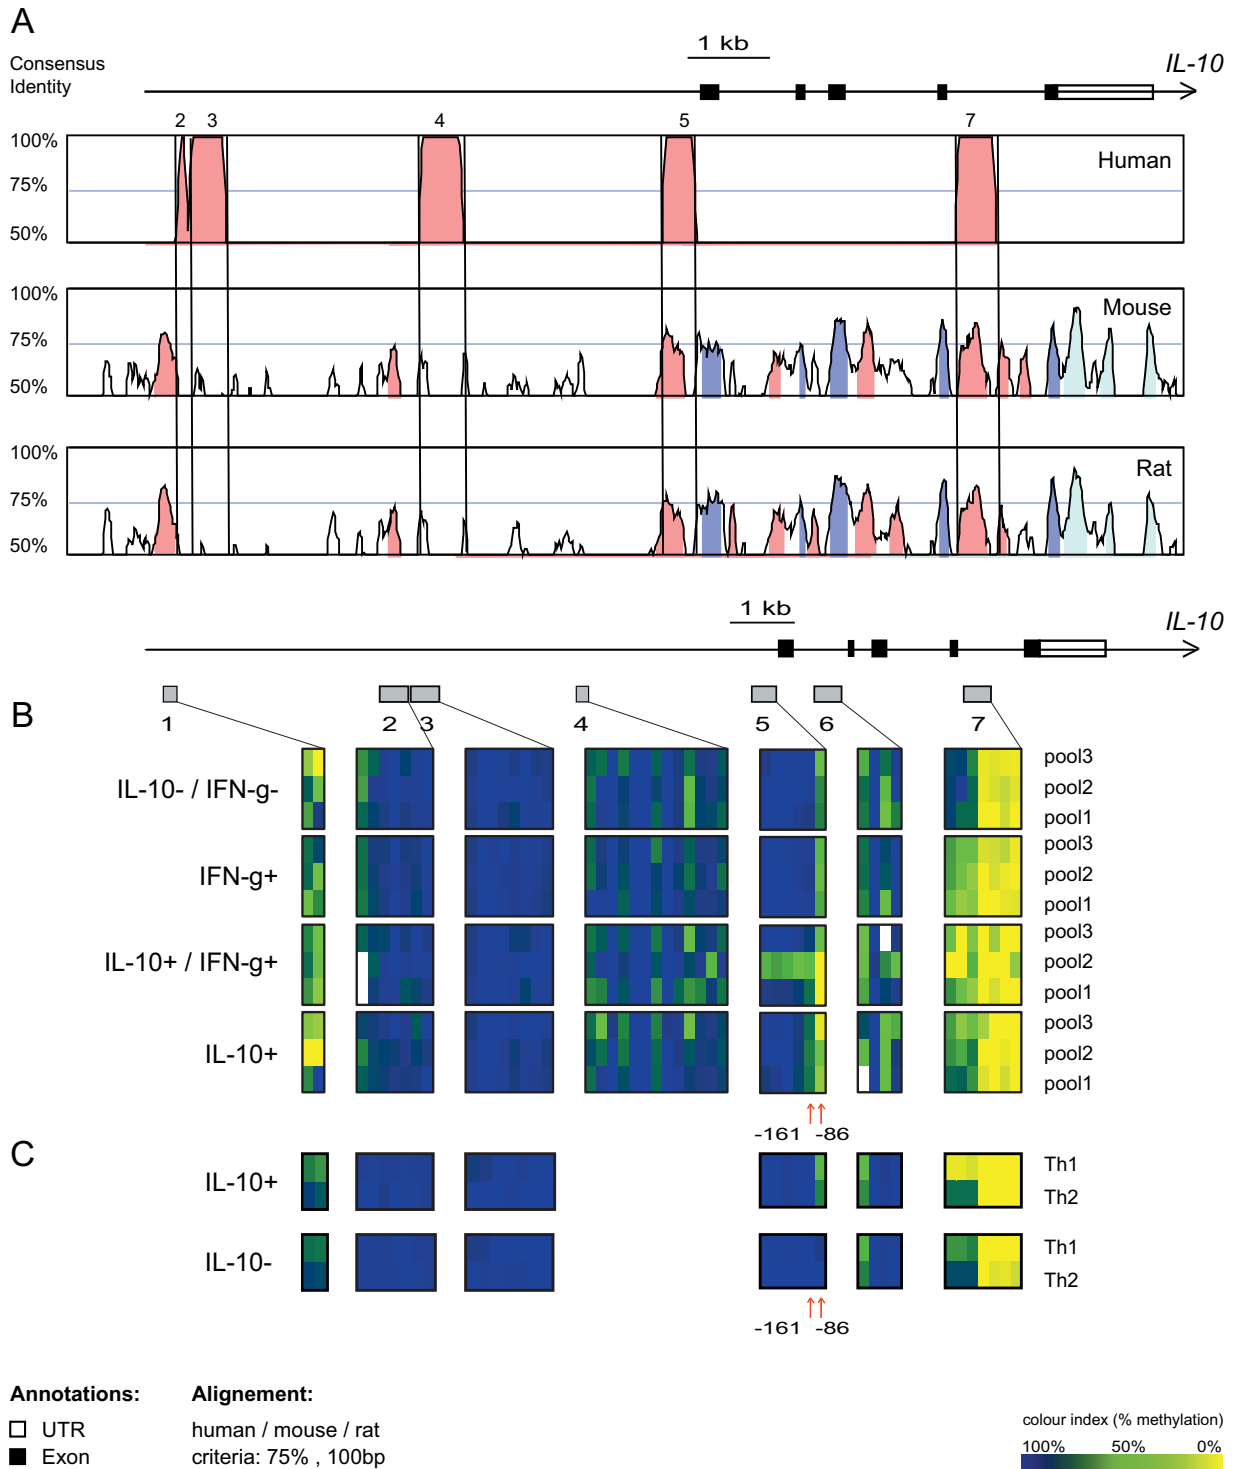 A
1 kb
IL-10
Consensus
Identity
2 3 4 5 7
100%
75%
50%
Human
100%
75%
50%
Mouse
100%
75%
50%
Rat
1 kb
IL-10
B
1 2 3 4 5 6 7
IL-10- / IFN-g-
pool3
pool2
pool1
IFN-g+
pool3
pool2
pool1
IL-10+ / IFN-g+
pool3
pool2
pool1
IL-10+
pool3
pool2
pool1
-161 -86
C
IL-10+
Th1
Th2
IL-10-
Th1
Th2
-161 -86
Annotations:
UTR
Exon
Alignement:
human / mouse / rat
criteria: 75% , 100bp
colour index (% methylation)
100% 50% 0%